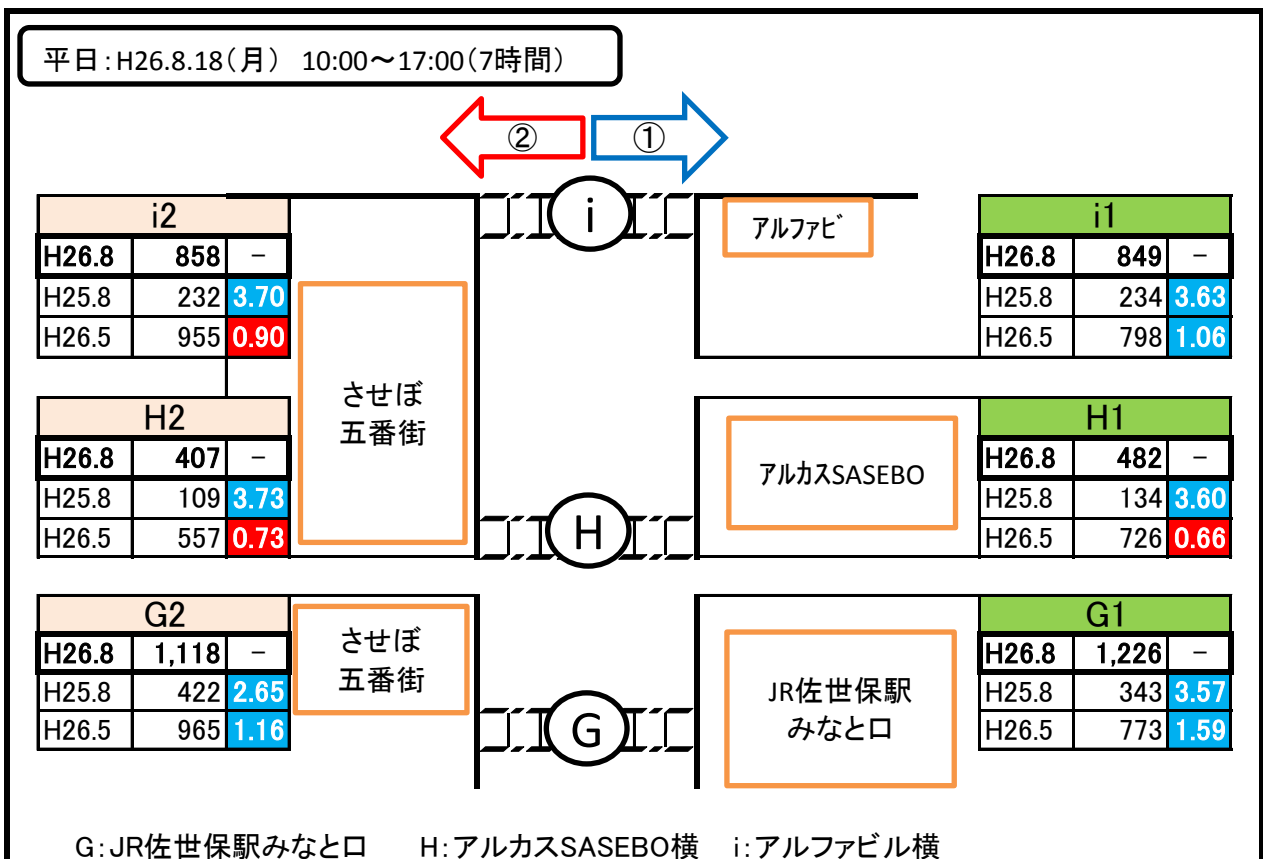 平日：H26.8.18（月） 10:00～17:00（7時間）
② ①
i
i2
H26.8 858 －
H25.8 232 3.70
H26.5 955 0.90
アルファビ
i1
H26.8 849 －
H25.8 234 3.63
H26.5 798 1.06
させぼ
五番街
H2
H26.8 407 －
H25.8 109 3.73
H26.5 557 0.73
H
アルカスSASEBO
H1
H26.8 482 －
H25.8 134 3.60
H26.5 726 0.66
G2
H26.8 1,118 －
H25.8 422 2.65
H26.5 965 1.16
させぼ
五番街
G
JR佐世保駅
みなと口
G1
H26.8 1,226 －
H25.8 343 3.57
H26.5 773 1.59
G：JR佐世保駅みなと口 H：アルカスSASEBO横 i：アルファビル横